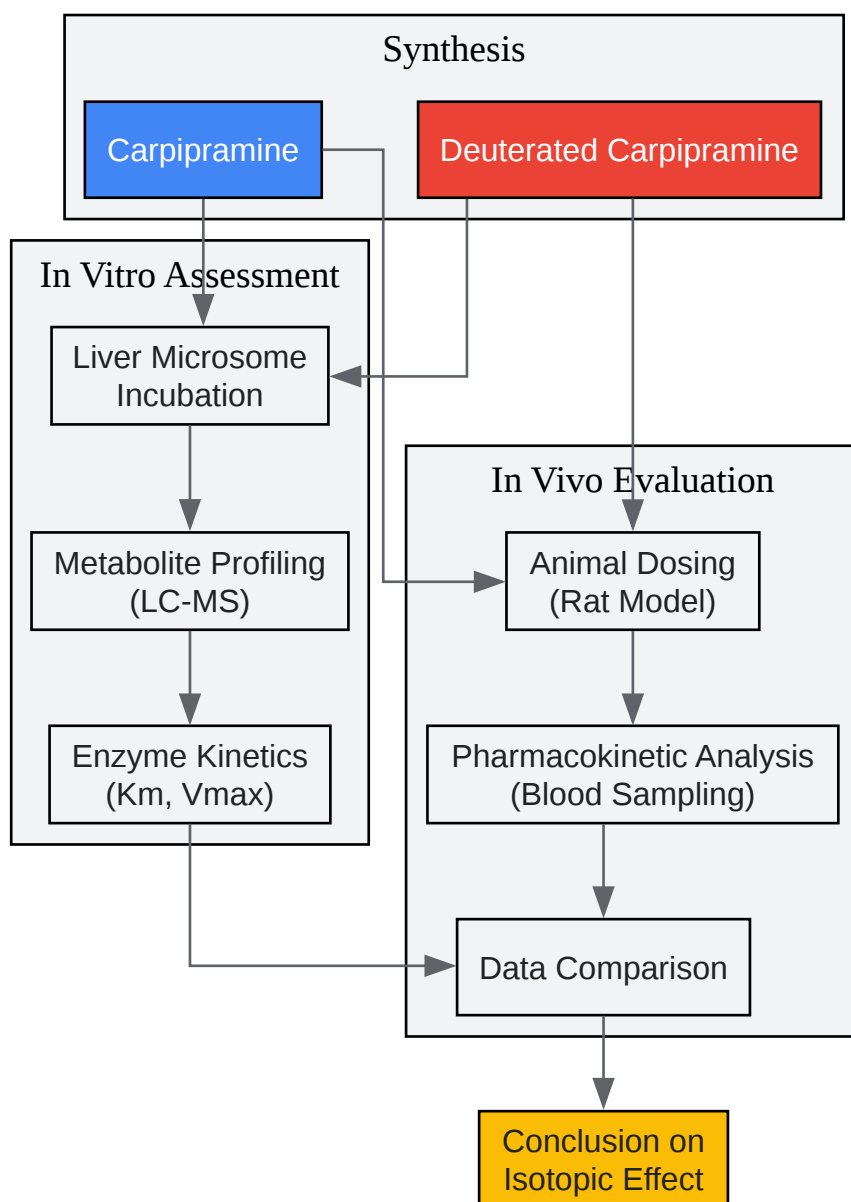 Synthesis
Carpipramine
Deuterated Carpipramine
In Vitro Assessment
Liver Microsome
Incubation
Metabolite Profiling
(LC-MS)
Enzyme Kinetics
(Km, Vmax)
In Vivo Evaluation
Animal Dosing
(Rat Model)
Pharmacokinetic Analysis
(Blood Sampling)
Data Comparison
Conclusion on
Isotopic Effect